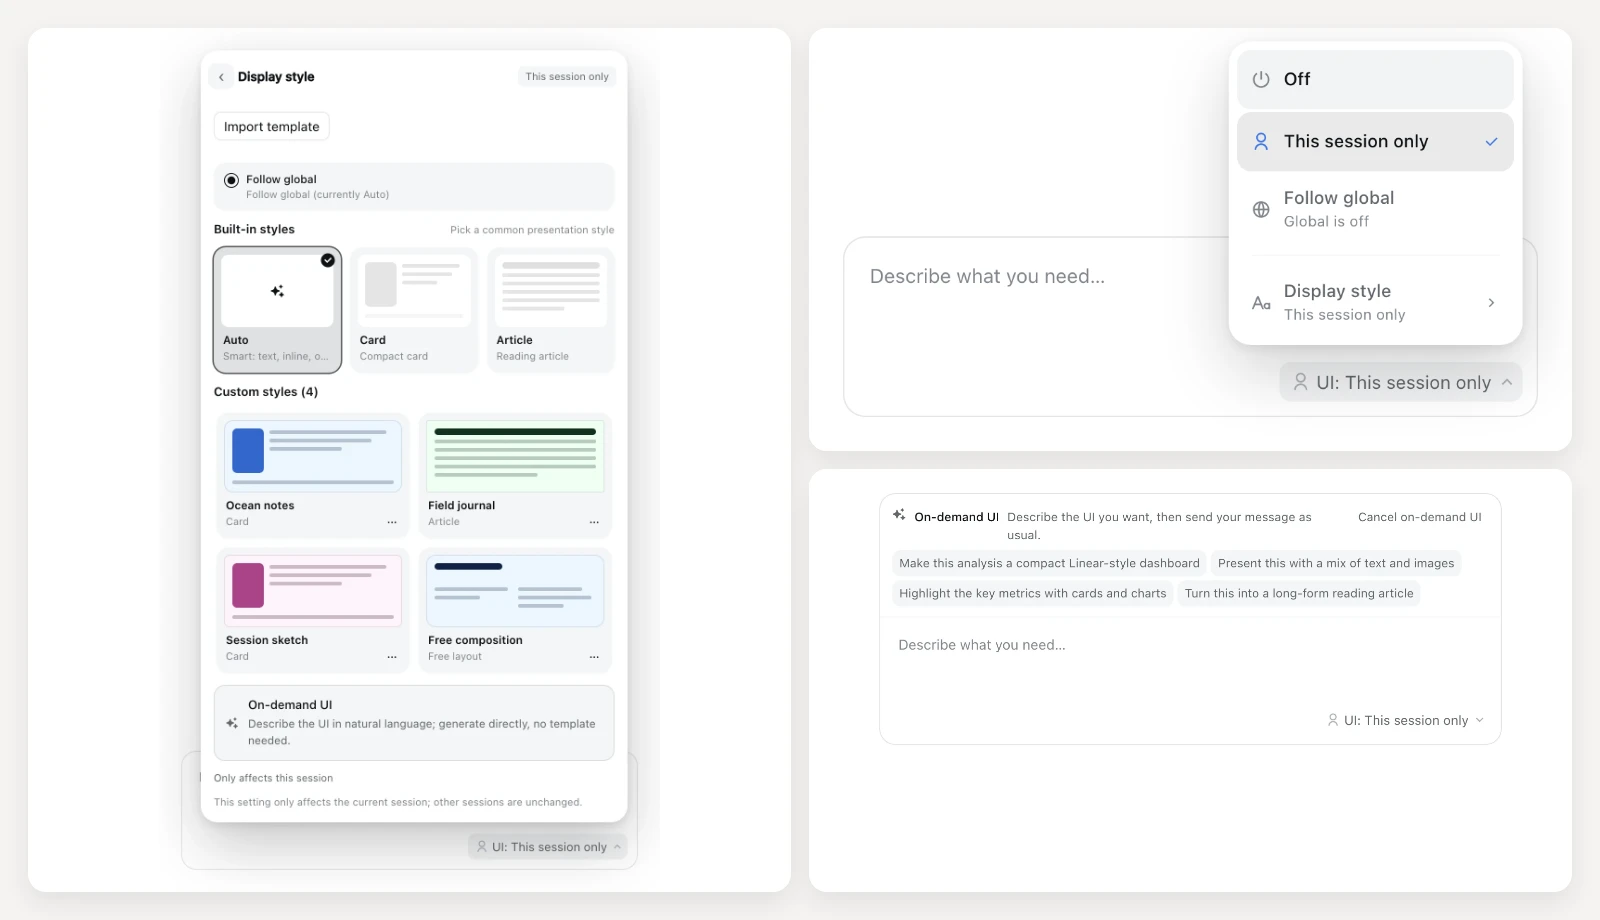 Display style
This session only
Import template
Follow global
Follow global (currently Auto)
Built-in styles
Pick a common presentation style
Auto
Smart: text, inline, o...
Card
Compact card
Article
Reading article
Custom styles (4)
Ocean notes
Card
Field journal
Article
Session sketch
Card
Free composition
Free layout
On-demand UI
Describe the UI in natural language; generate directly, no template
needed.
Only affects this session
This setting only affects the current session; other sessions are unchanged.
UI: This session only
Off
This session only
Follow global
Global is off
Display style
This session only
Describe what you need...
UI: This session only
On-demand UI
Describe the UI you want, then send your message as
usual.
Cancel on-demand UI
Make this analysis a compact Linear-style dashboard
Present this with a mix of text and images
Highlight the key metrics with cards and charts
Turn this into a long-form reading article
Describe what you need...
UI: This session only